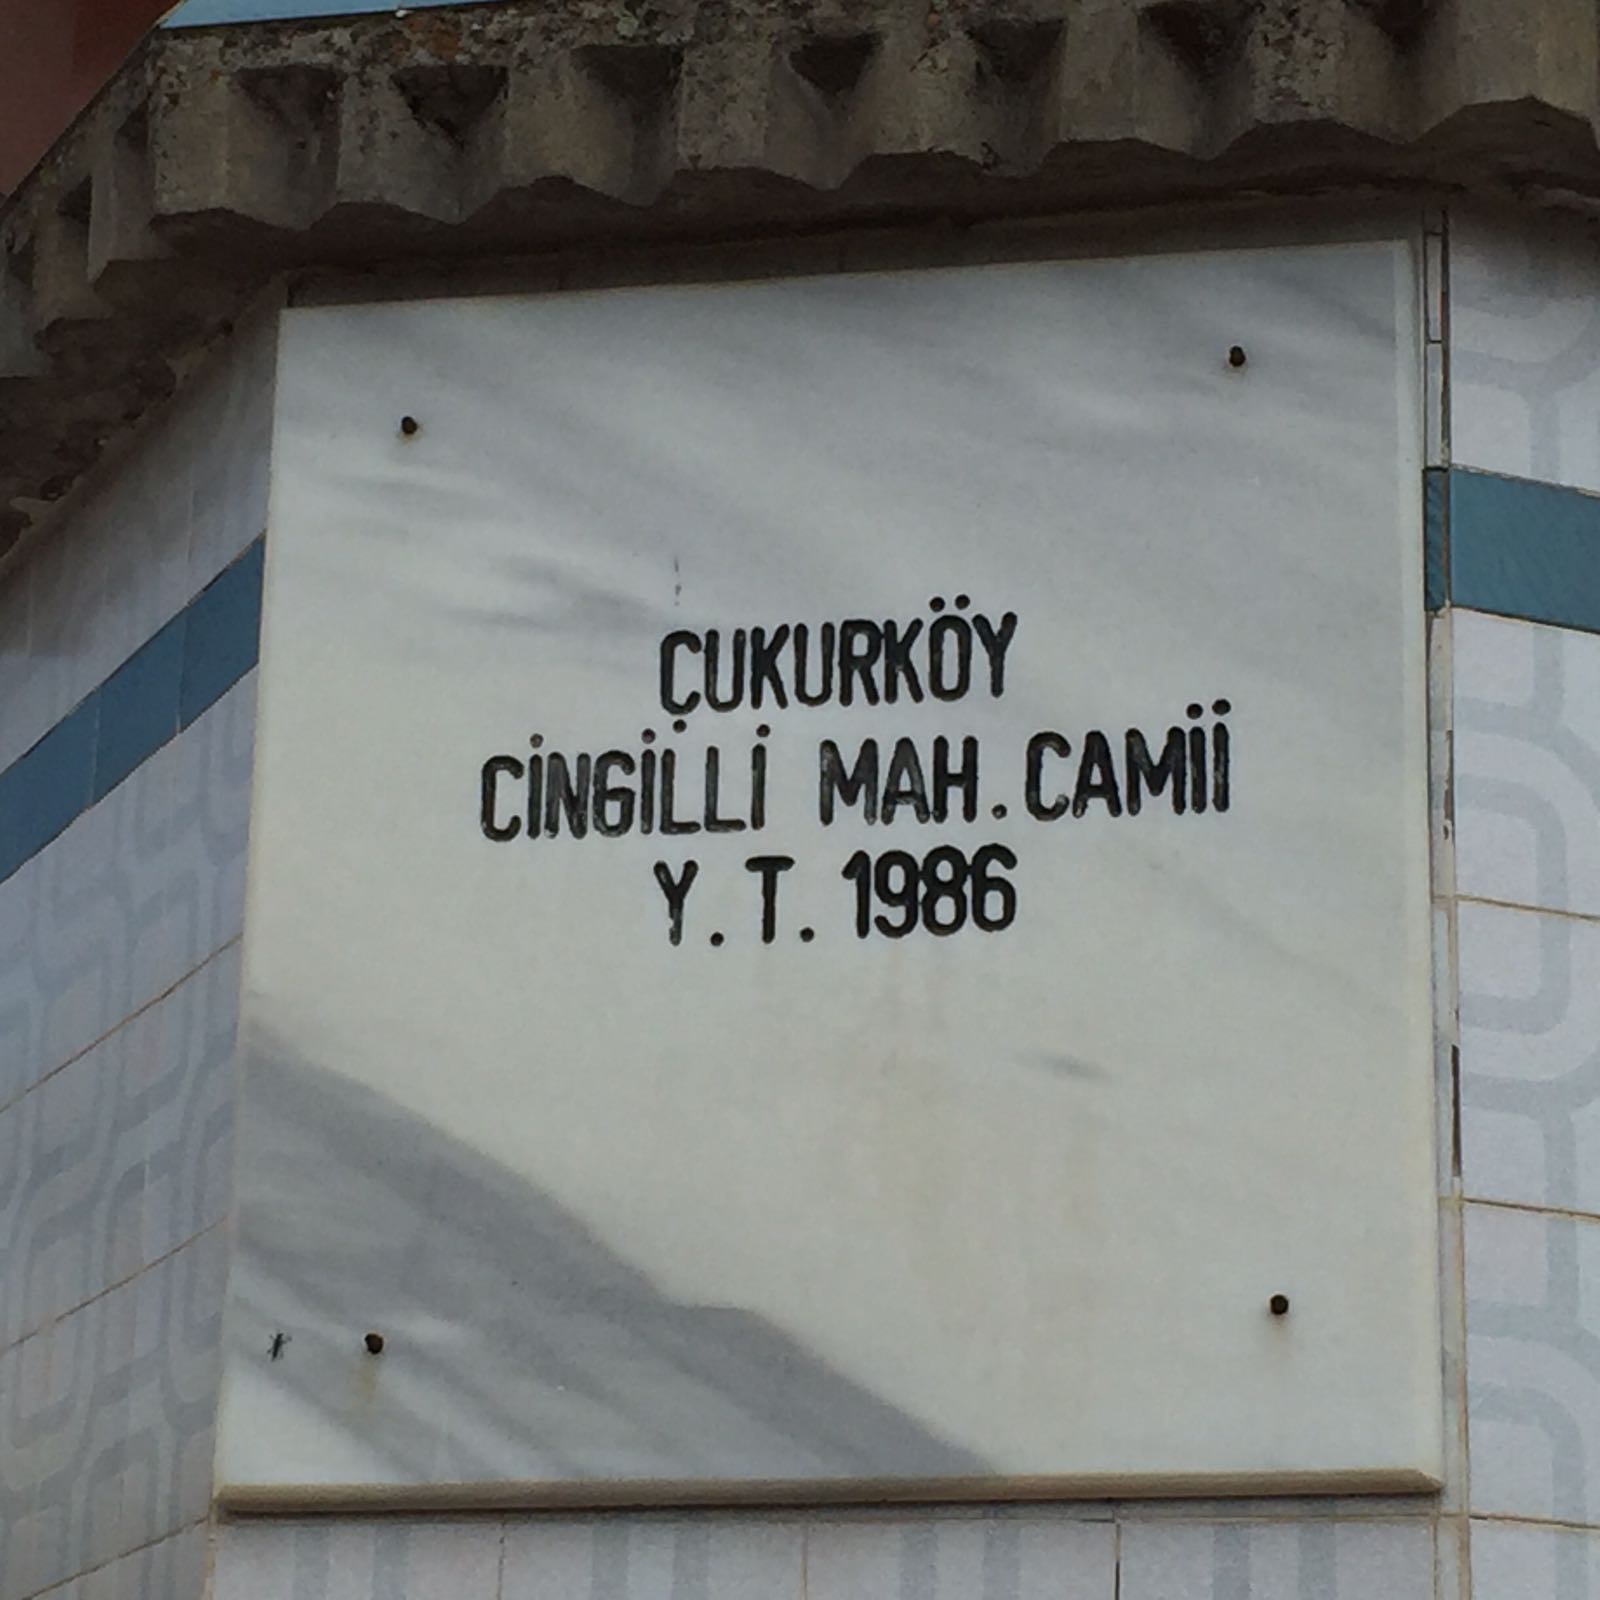 ÇUKURKÖY
CİNGİLLİ MAH. CAMİİ
Y. T. 1986